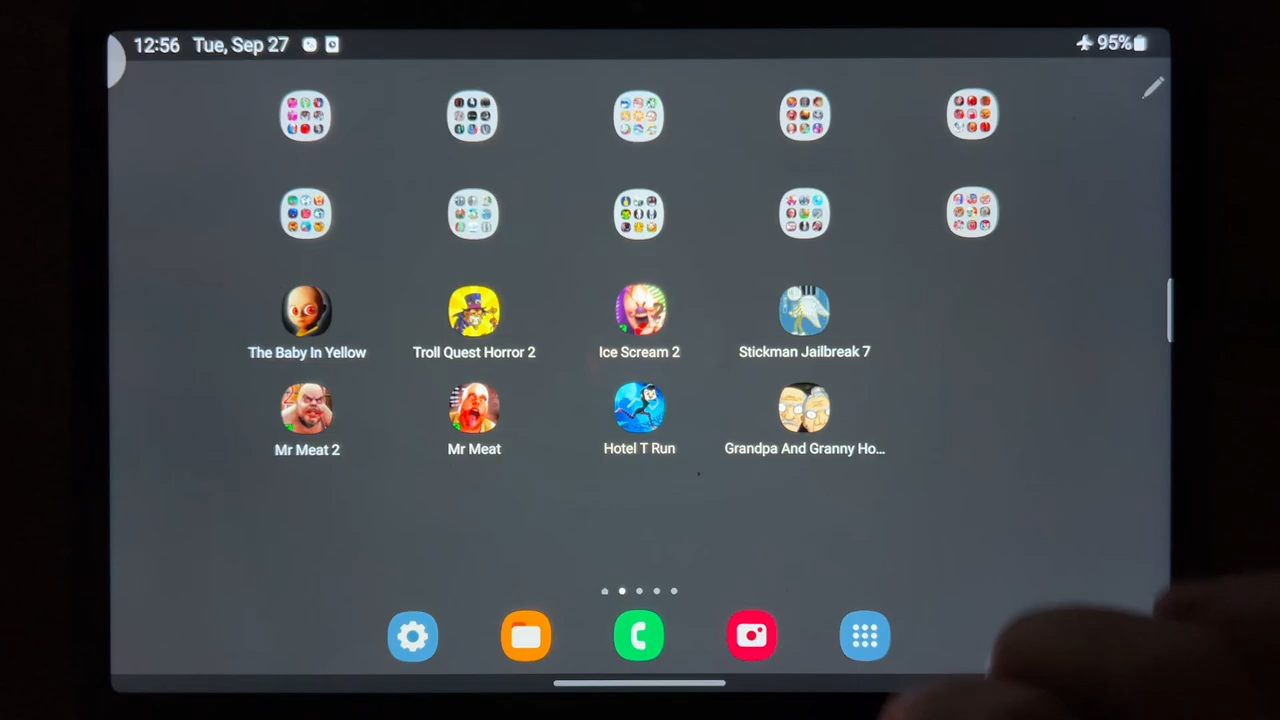 12:56 Tue, Sep 27 95%
The Baby In Yellow Troll Quest Horror 2 Ice Scream 2 Stickman Jailbreak 7
Mr Meat 2 Mr Meat Hotel T Run Grandpa And Granny Ho...